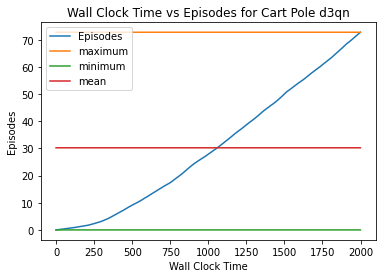 Wall Clock Time vs Episodes for Cart Pole d3qn
Episodes
maximum
minimum
mean
70
60
50
40
30
20
10
0
Episodes
0 250 500 750 1000 1250 1500 1750 2000
Wall Clock Time